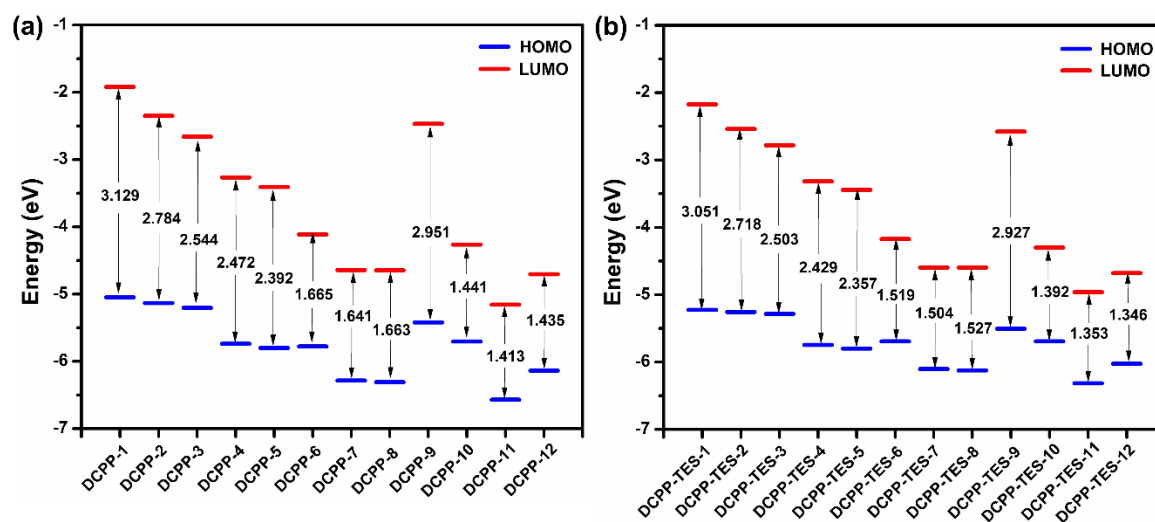 (a)
Energy (eV)
-1
-2
-3
-4
-5
-6
-7
HOMO
LUMO
3.129
2.784
2.544
2.472
2.392
1.665
1.641
1.663
2.951
1.441
1.413
1.435
DCPP-1
DCPP-2
DCPP-3
DCPP-4
DCPP-5
DCPP-6
DCPP-7
DCPP-8
DCPP-9
DCPP-10
DCPP-11
DCPP-12
(b)
Energy (eV)
-1
-2
-3
-4
-5
-6
-7
HOMO
LUMO
3.051
2.718
2.503
2.429
2.357
1.519
1.504
1.527
2.927
1.392
1.353
1.346
DCPP-TES-1
DCPP-TES-2
DCPP-TES-3
DCPP-TES-4
DCPP-TES-5
DCPP-TES-6
DCPP-TES-7
DCPP-TES-8
DCPP-TES-9
DCPP-TES-10
DCPP-TES-11
DCPP-TES-12